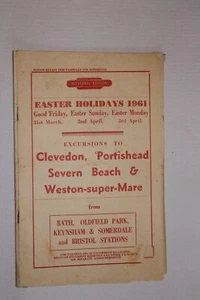 EASTER HOLIDAYS 1961
Good Friday, Easter Sunday, Easter Monday
31st March. 2nd April. 3rd April.
EXCURSIONS TO
Clevedon, Portishead
Severn Beach &
Weston-super-Mare
from
BATH, OLDFIELD PARK,
KEYNSHAM & SOMERDALE
and BRISTOL STATIONS